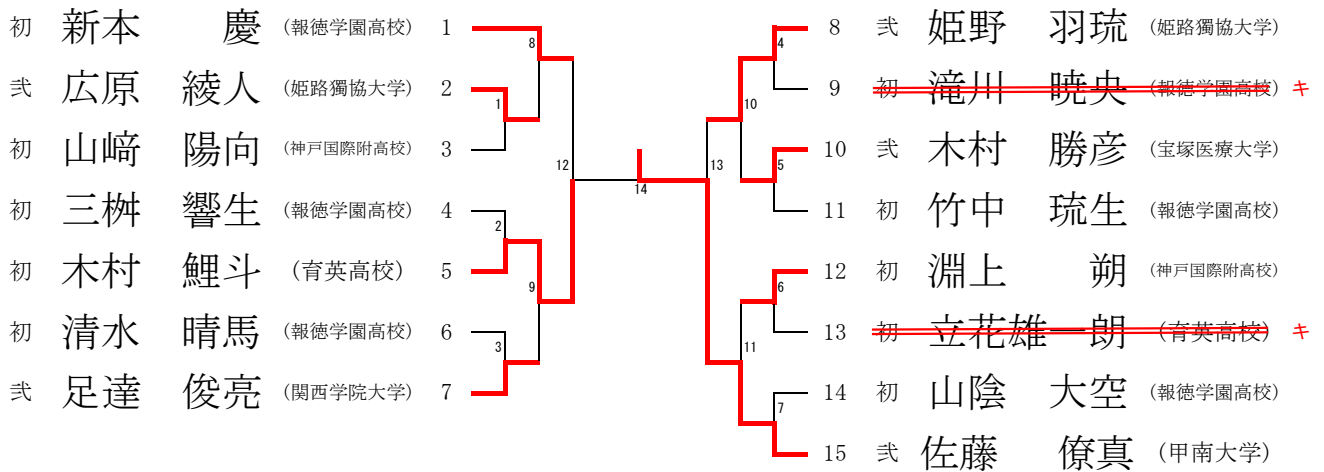 初 新本 慶 (報徳学園高校) 1
弐 広原 綾人 (姫路獨協大学) 2
初 山﨑 陽向 (神戸国際附高校) 3
初 三桝 響生 (報徳学園高校) 4
初 木村 鯉斗 (育英高校) 5
初 清水 晴馬 (報徳学園高校) 6
弐 足達 俊亮 (関西学院大学) 7
8
1
2
9
3
12
14
13
4
10
5
6
11
7
8 弐 姫野 羽琉 (姫路獨協大学)
9 初 滝川 暁央 (報徳学園高校) キ
10 弐 木村 勝彦 (宝塚医療大学)
11 初 竹中 琉生 (報徳学園高校)
12 初 淵上 朔 (神戸国際附高校)
13 初 立花雄一朗 (育英高校) キ
14 初 山陰 大空 (報徳学園高校)
15 弐 佐藤 僚真 (甲南大学)